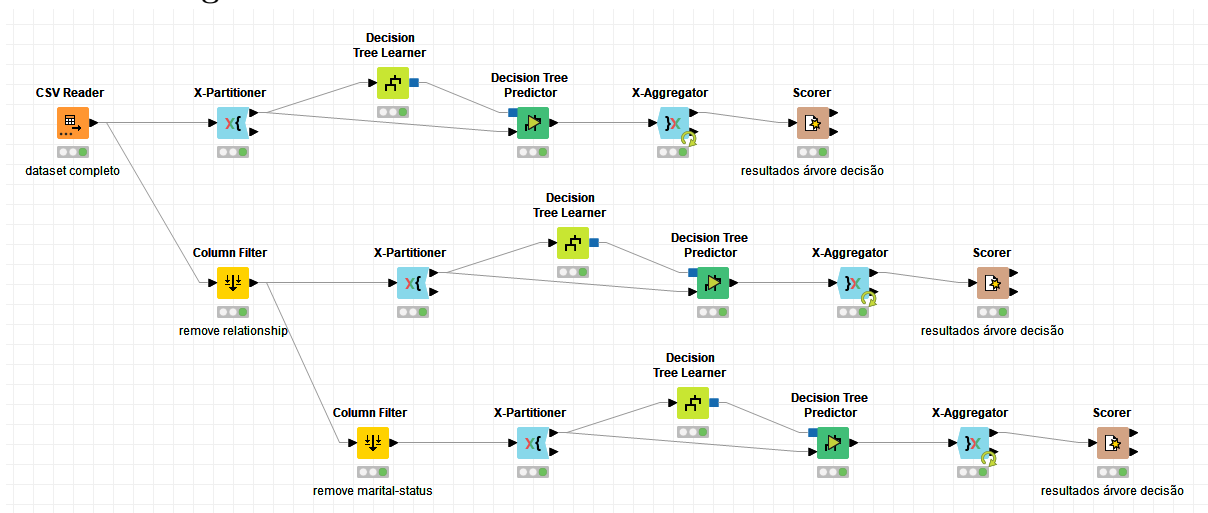 g
Decision
Tree Learner
CSV Reader
X-Partitioner
Decision Tree
Predictor
X-Aggregator
Scorer
dataset completo
resultados árvore decisão
Decision
Tree Learner
Column Filter
X-Partitioner
Decision Tree
Predictor
X-Aggregator
Scorer
remove relationship
resultados árvore decisão
Decision
Tree Learner
Column Filter
X-Partitioner
Decision Tree
Predictor
X-Aggregator
Scorer
remove marital-status
resultados árvore decisão